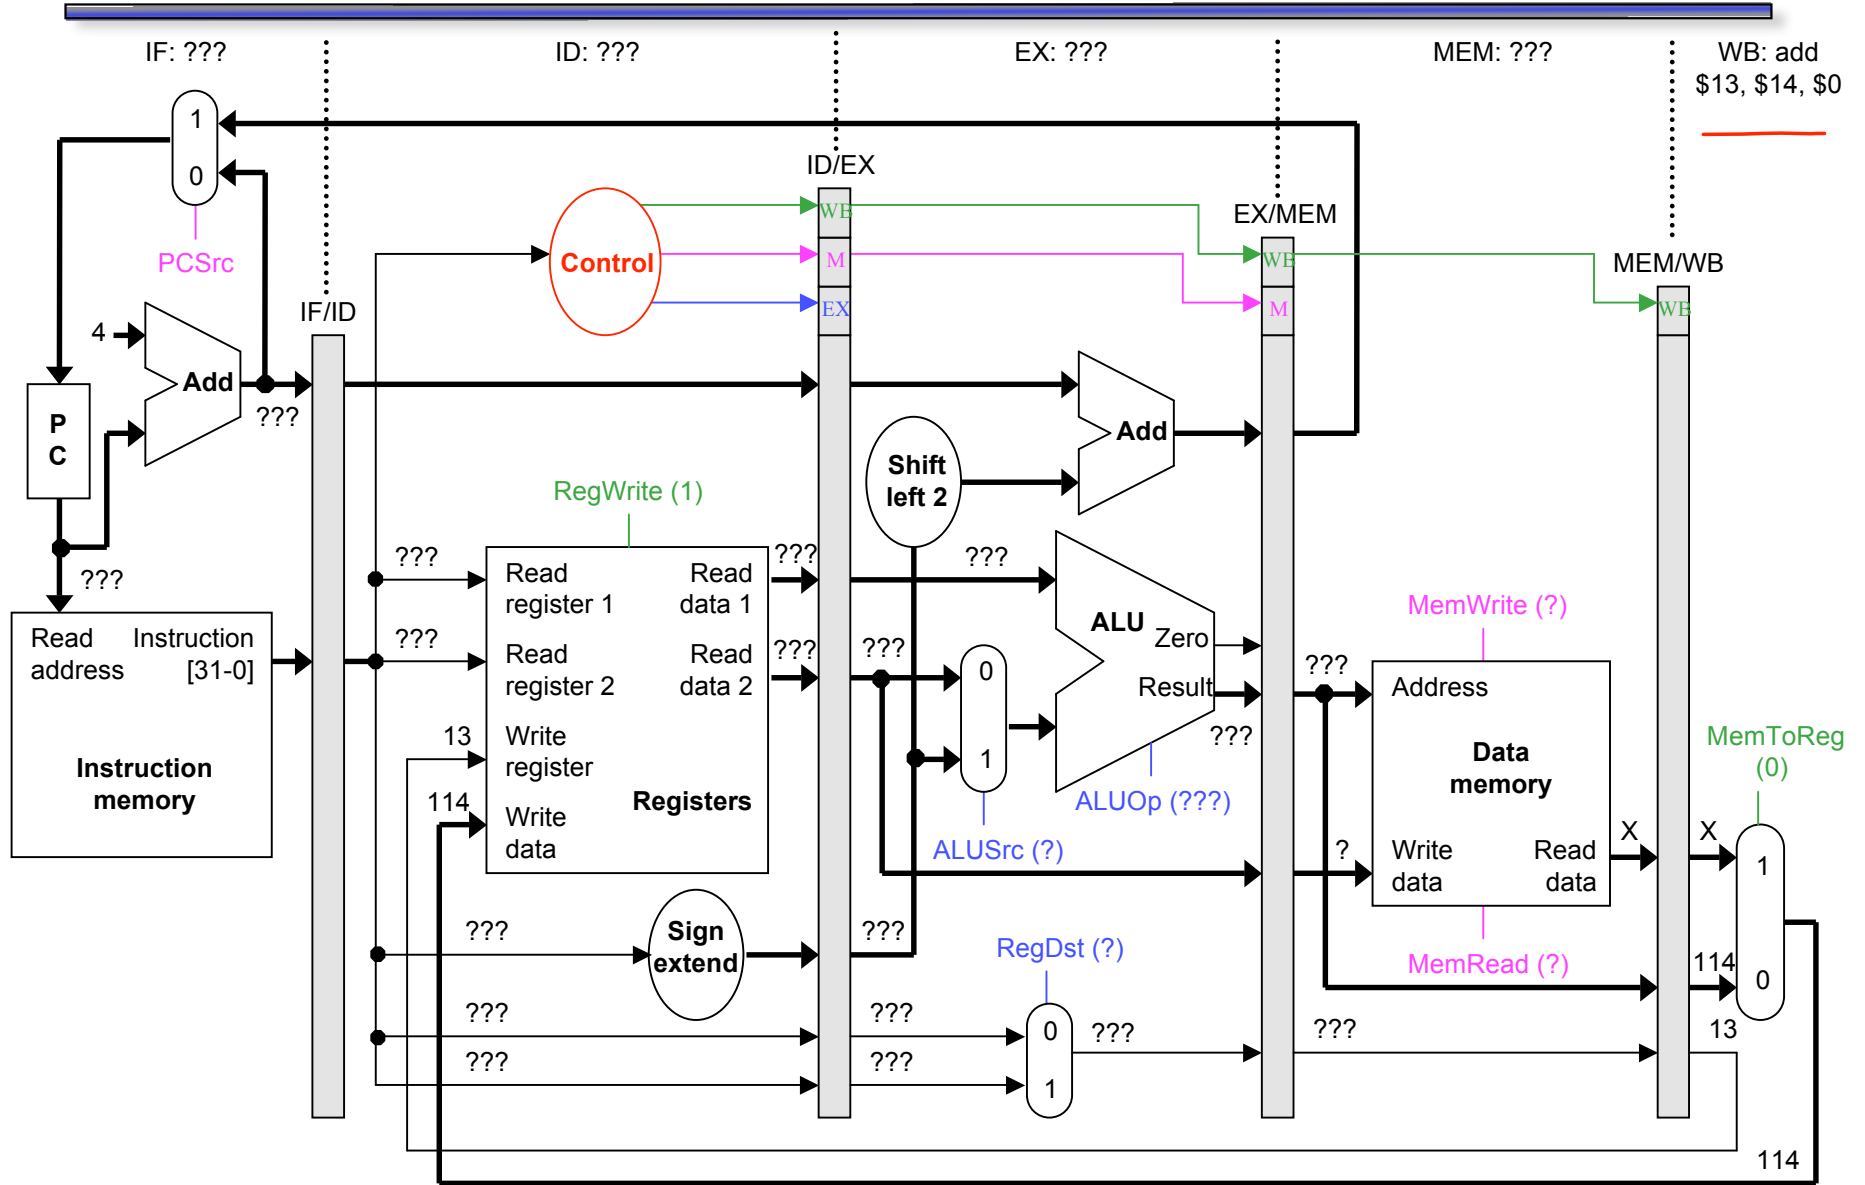 IF: ???
ID: ???
EX: ???
MEM: ???
WB: add
$13, $14, $0
1
0
PCSrc
4
Add
???
P
C
???
Read
address
Instruction
[31-0]
Instruction
memory
IF/ID
Control
ID/EX
WB
M
EX
EX/MEM
WB
M
MEM/WB
WB
RegWrite (1)
???
Read
register 1
Read
data 1
???
???
Read
register 2
Read
data 2
???
13
Write
register
114
Write
data
Registers
???
Sign
extend
???
???
Shift
left 2
Add
???
???
0
1
ALUSrc (?)
ALU
Zero
Result
???
ALUOp (???)
???
RegDst (?)
???
???
0
1
???
MemWrite (?)
???
Address
Data
memory
?
Write
data
Read
data
MemRead (?)
???
X
X
MemToReg
(0)
1
0
114
13
114